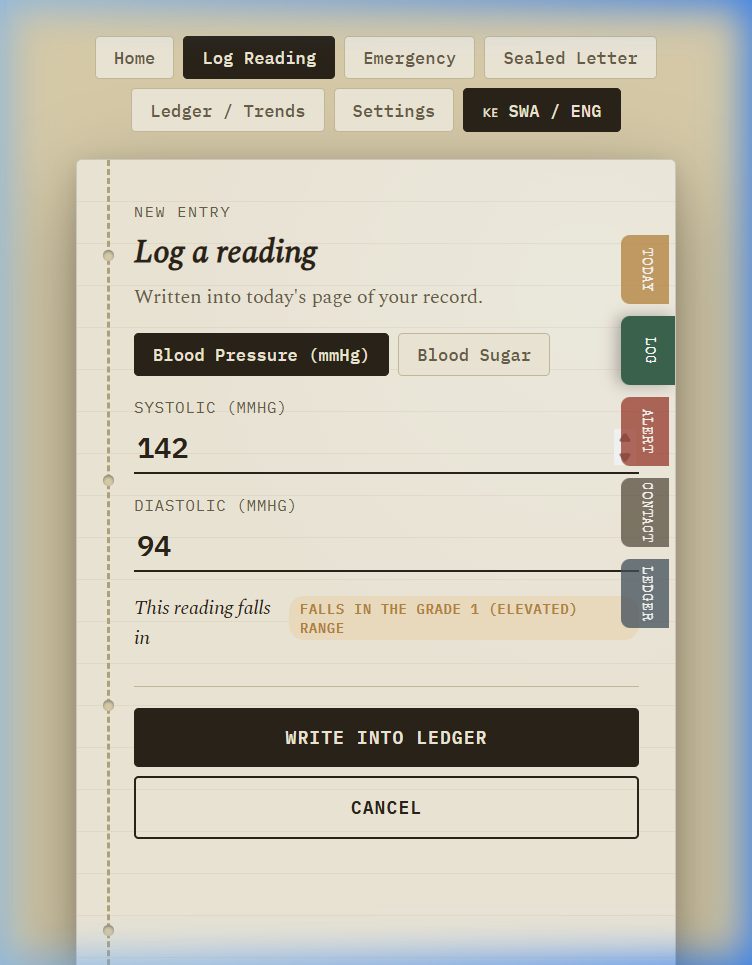 Home
Log Reading
Emergency
Sealed Letter
Ledger / Trends
Settings
KE SWA / ENG
NEW ENTRY
Log a reading
Written into today's page of your record.
Blood Pressure (mmHg)
Blood Sugar
SYSTOLIC (MMHG)
142
DIASTOLIC (MMHG)
94
This reading falls
in
FALLS IN THE GRADE 1 (ELEVATED)
RANGE
WRITE INTO LEDGER
CANCEL
TODAY
LOG
ALERT
CONTACT
LEDGER